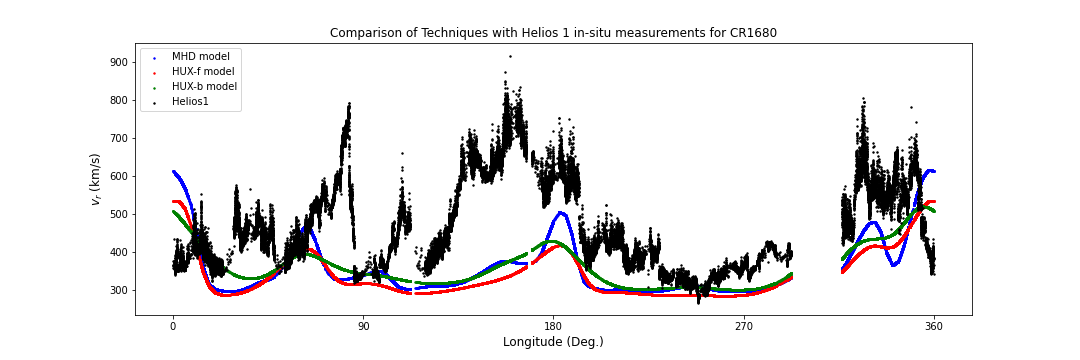 Comparison of Techniques with Helios 1 in-situ measurements for CR1680
MHD model
HUX-f model
HUX-b model
Helios1
900
800
700
600
500
400
300
v_r (km/s)
0 90 180 270 360
Longitude (Deg.)